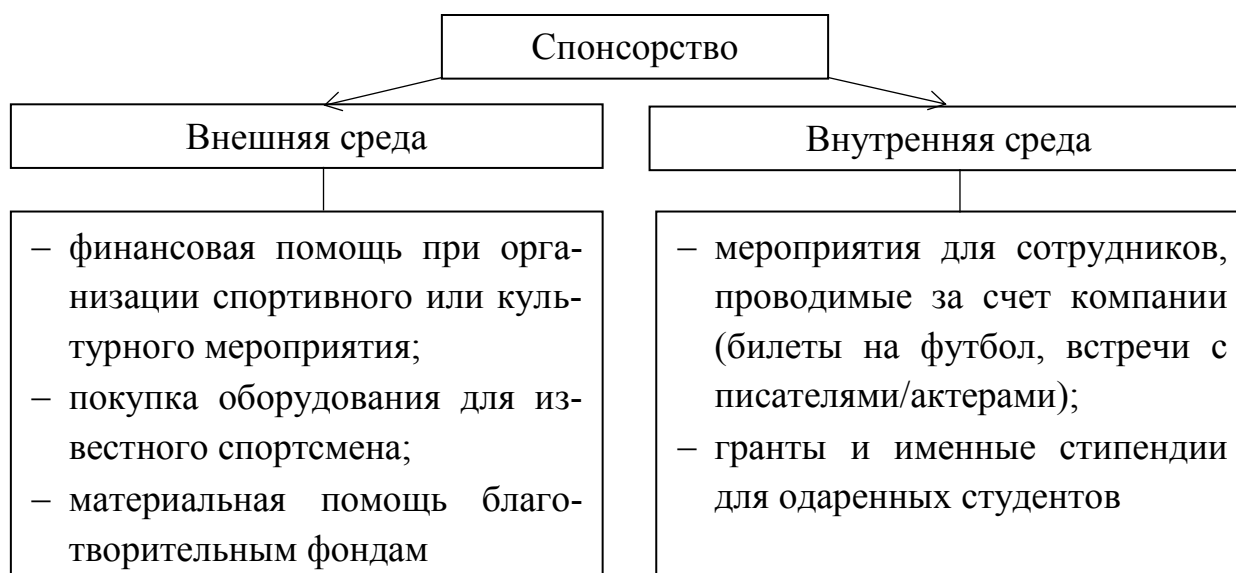 Спонсорство
Внешняя среда
Внутренняя среда
– финансовая помощь при орга-
низации спортивного или куль-
турного мероприятия;
– покупка оборудования для из-
вестного спортсмена;
– материальная помощь благо-
творительным фондам
– мероприятия для сотрудников,
проводимые за счет компании
(билеты на футбол, встречи с
писателями/актерами);
– гранты и именные стипендии
для одаренных студентов